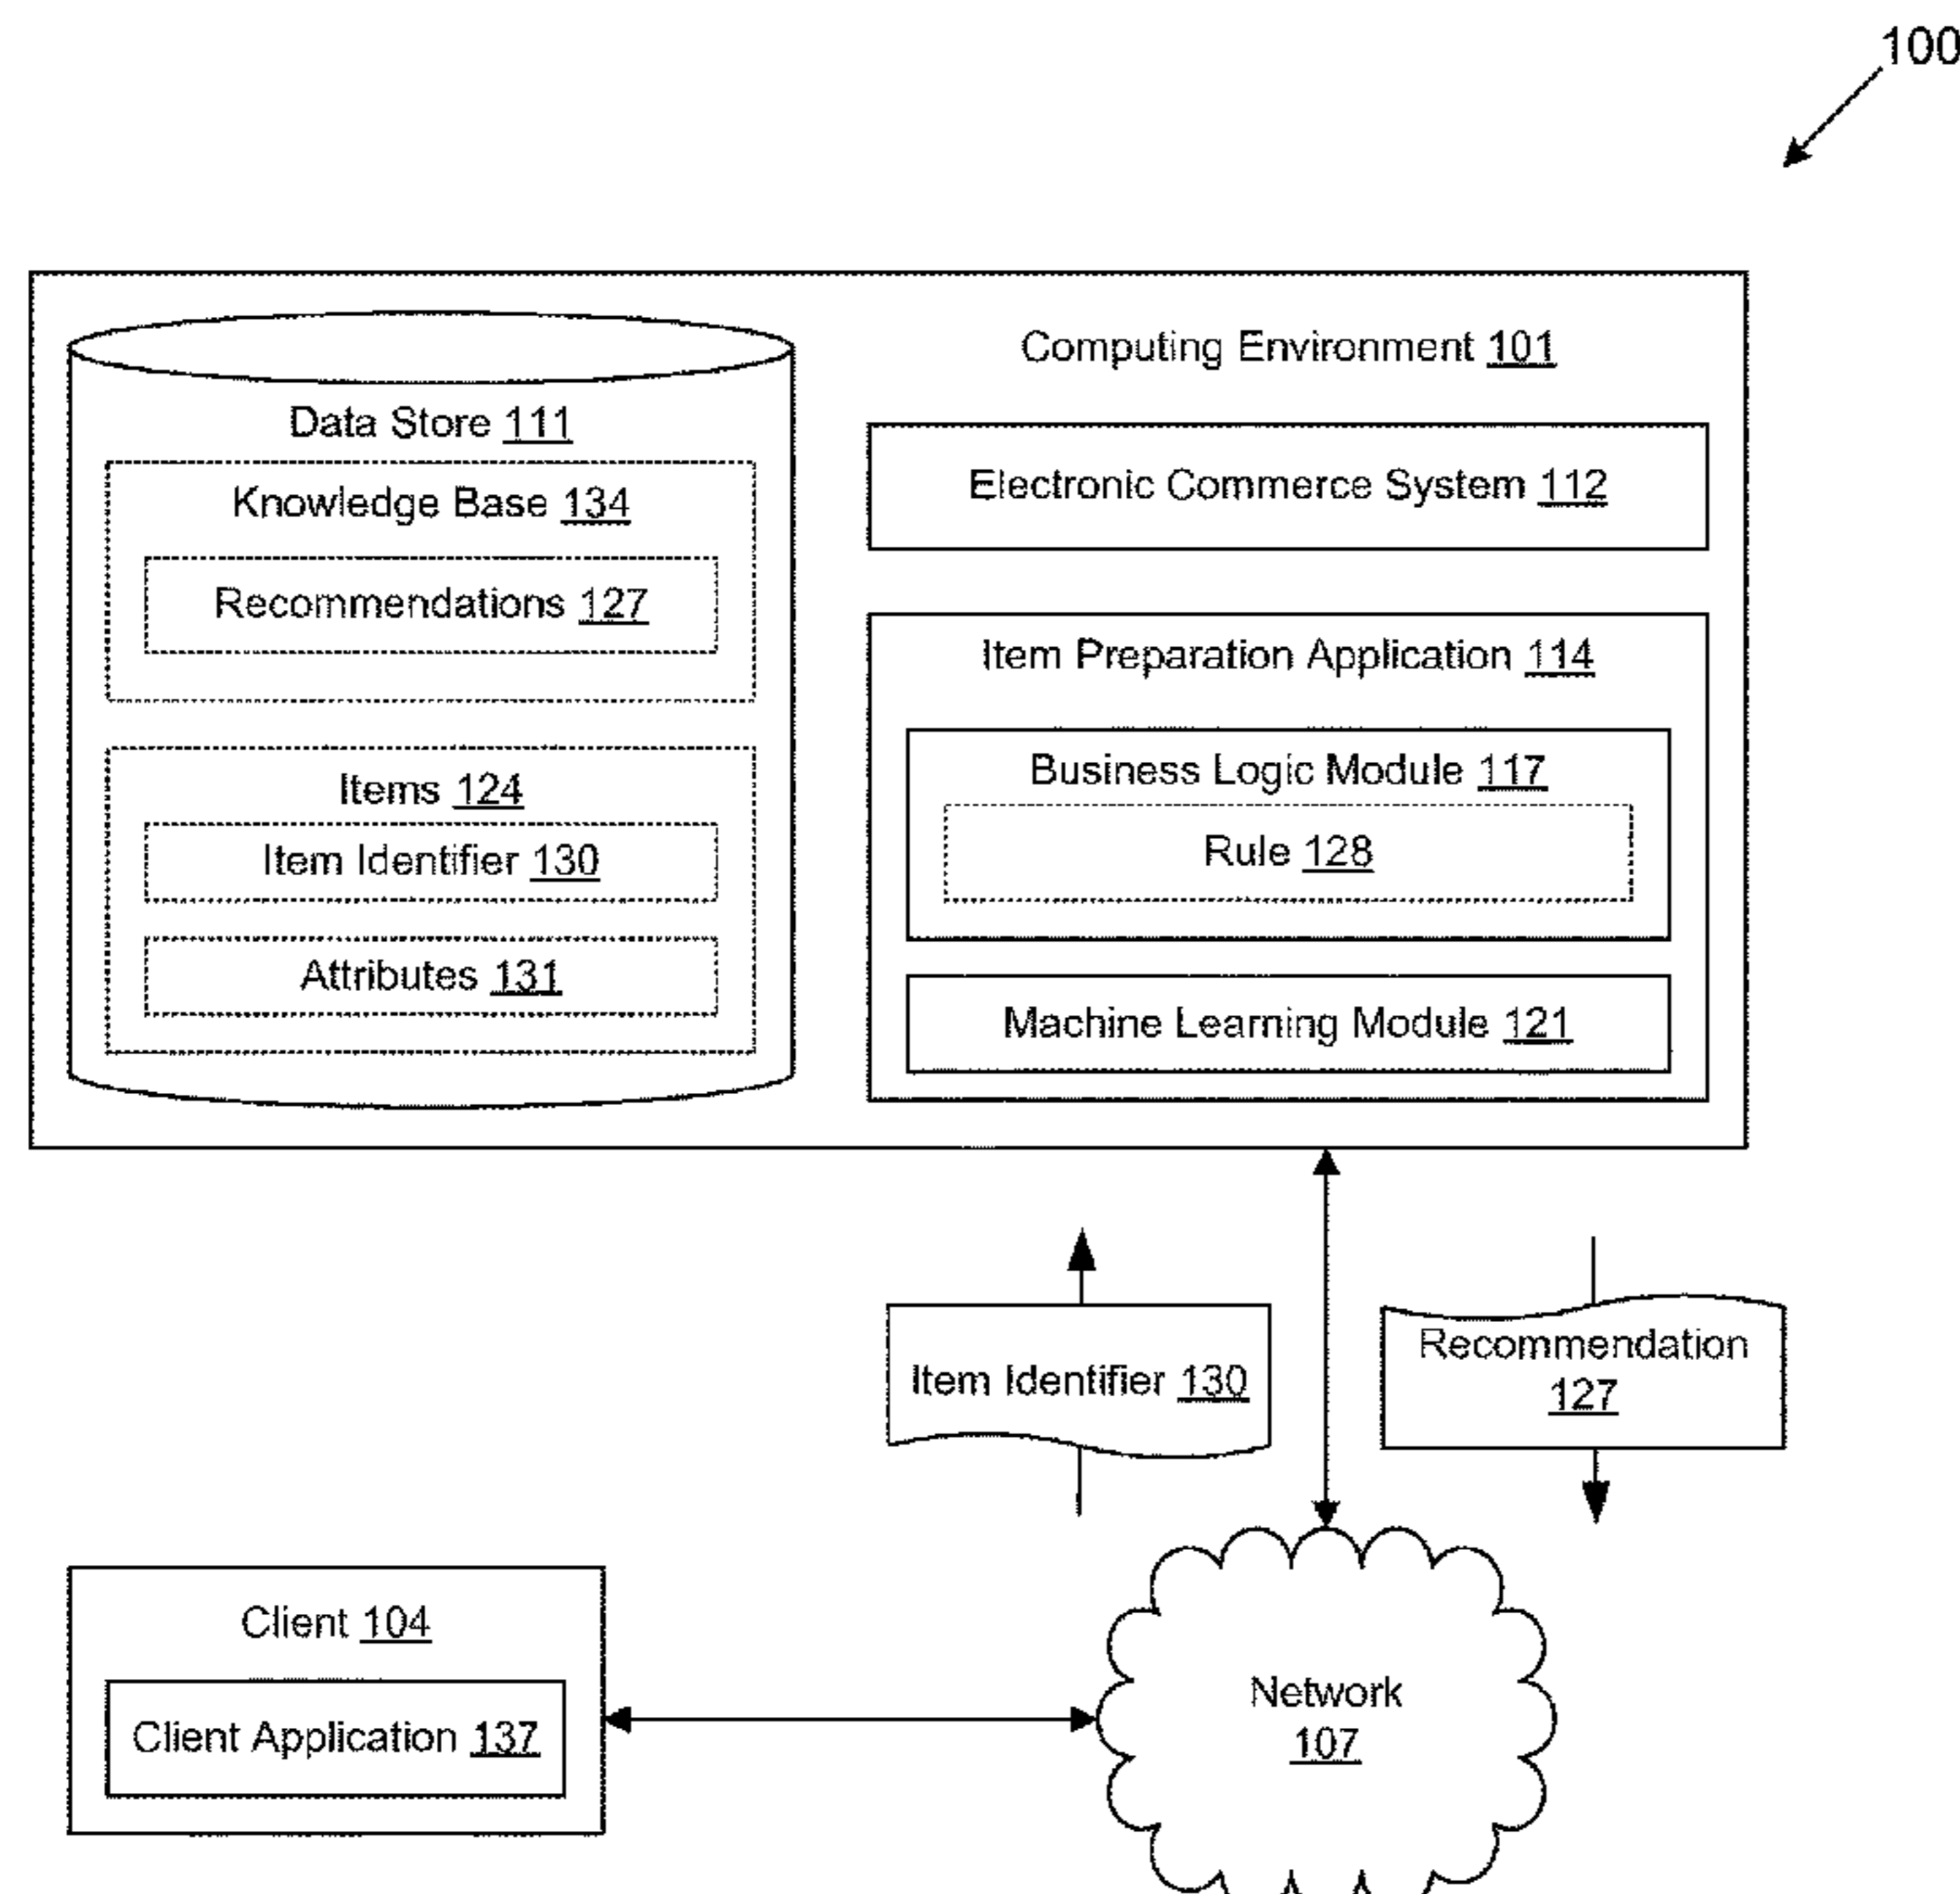 100
Computing Environment 101
Data Store 111
Knowledge Base 134
Recommendations 127
Items 124
Item Identifier 130
Attributes 131
Electronic Commerce System 112
Item Preparation Application 114
Business Logic Module 117
Rule 128
Machine Learning Module 121
Item Identifier 130
Recommendation
127
Client 104
Client Application 137
Network
107